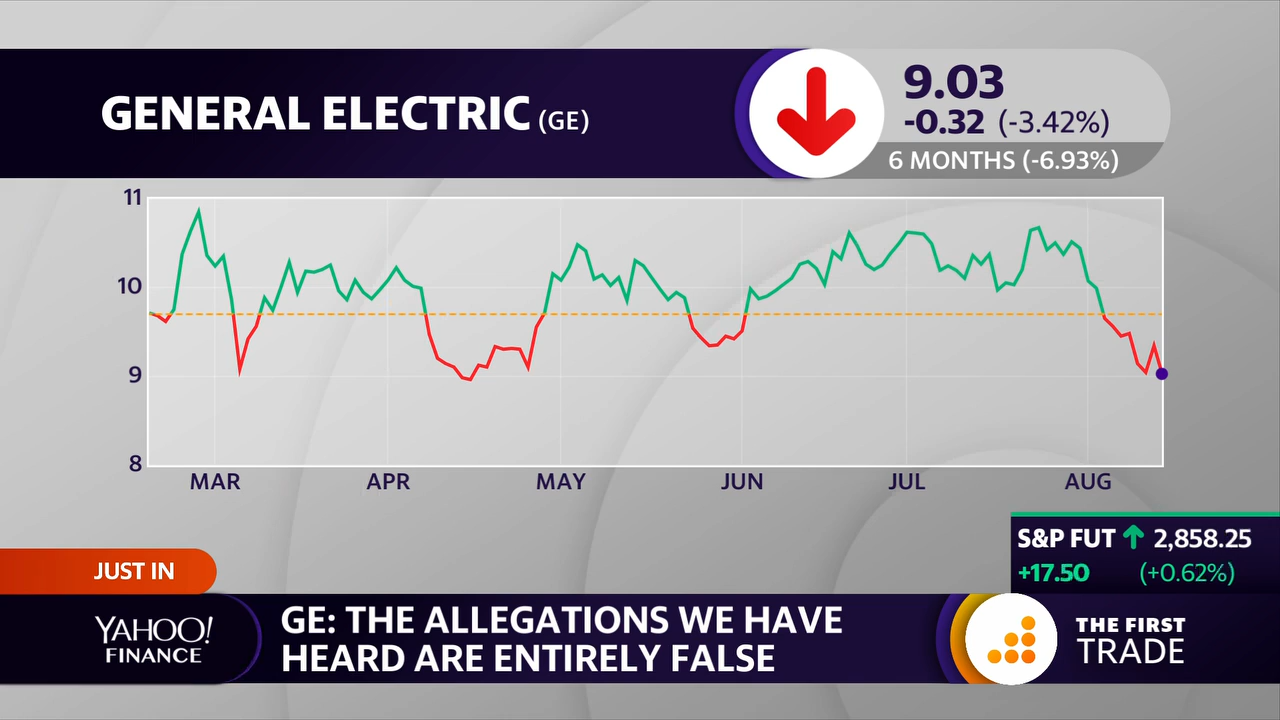 GENERAL ELECTRIC (GE)
9.03
-0.32 (-3.42%)
6 MONTHS (-6.93%)
11
10
9
8
MAR APR MAY JUN JUL AUG
S&P FUT 2,858.25
+17.50 (+0.62%)
JUST IN
YAHOO!
FINANCE
GE: THE ALLEGATIONS WE HAVE
HEARD ARE ENTIRELY FALSE
THE FIRST
TRADE